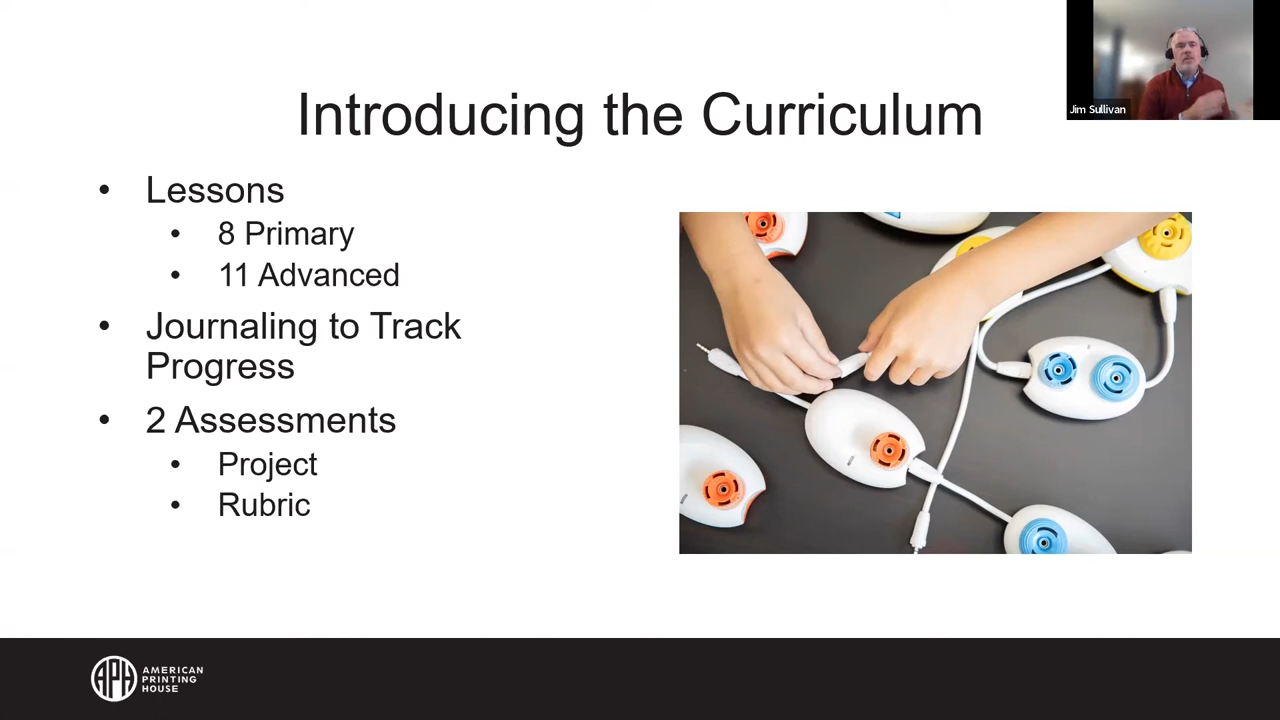 Jim Sullivan
Introducing the Curriculum
• Lessons
• 8 Primary
• 11 Advanced
• Journaling to Track
Progress
• 2 Assessments
• Project
• Rubric
APH
AMERICAN
PRINTING
HOUSE